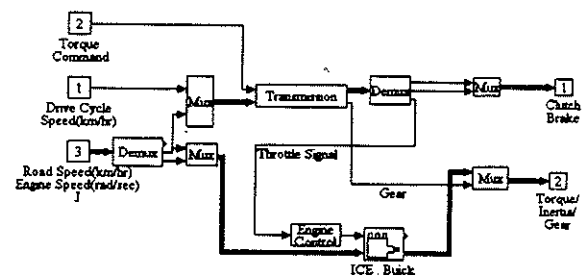 2
Torque
Command
1
Drive Cycle
Speed(km/hr)
Mux
Transmission
Demux
Mux
1
Clutch
Brake
3
Road Speed(km/hr)
Engine Speed(rad/sec)
J
Demux
Mux
Throttle Signal
Gear
Mux
2
Torque/
Inertia/
Gear
Engine
Control
ICE . Buick